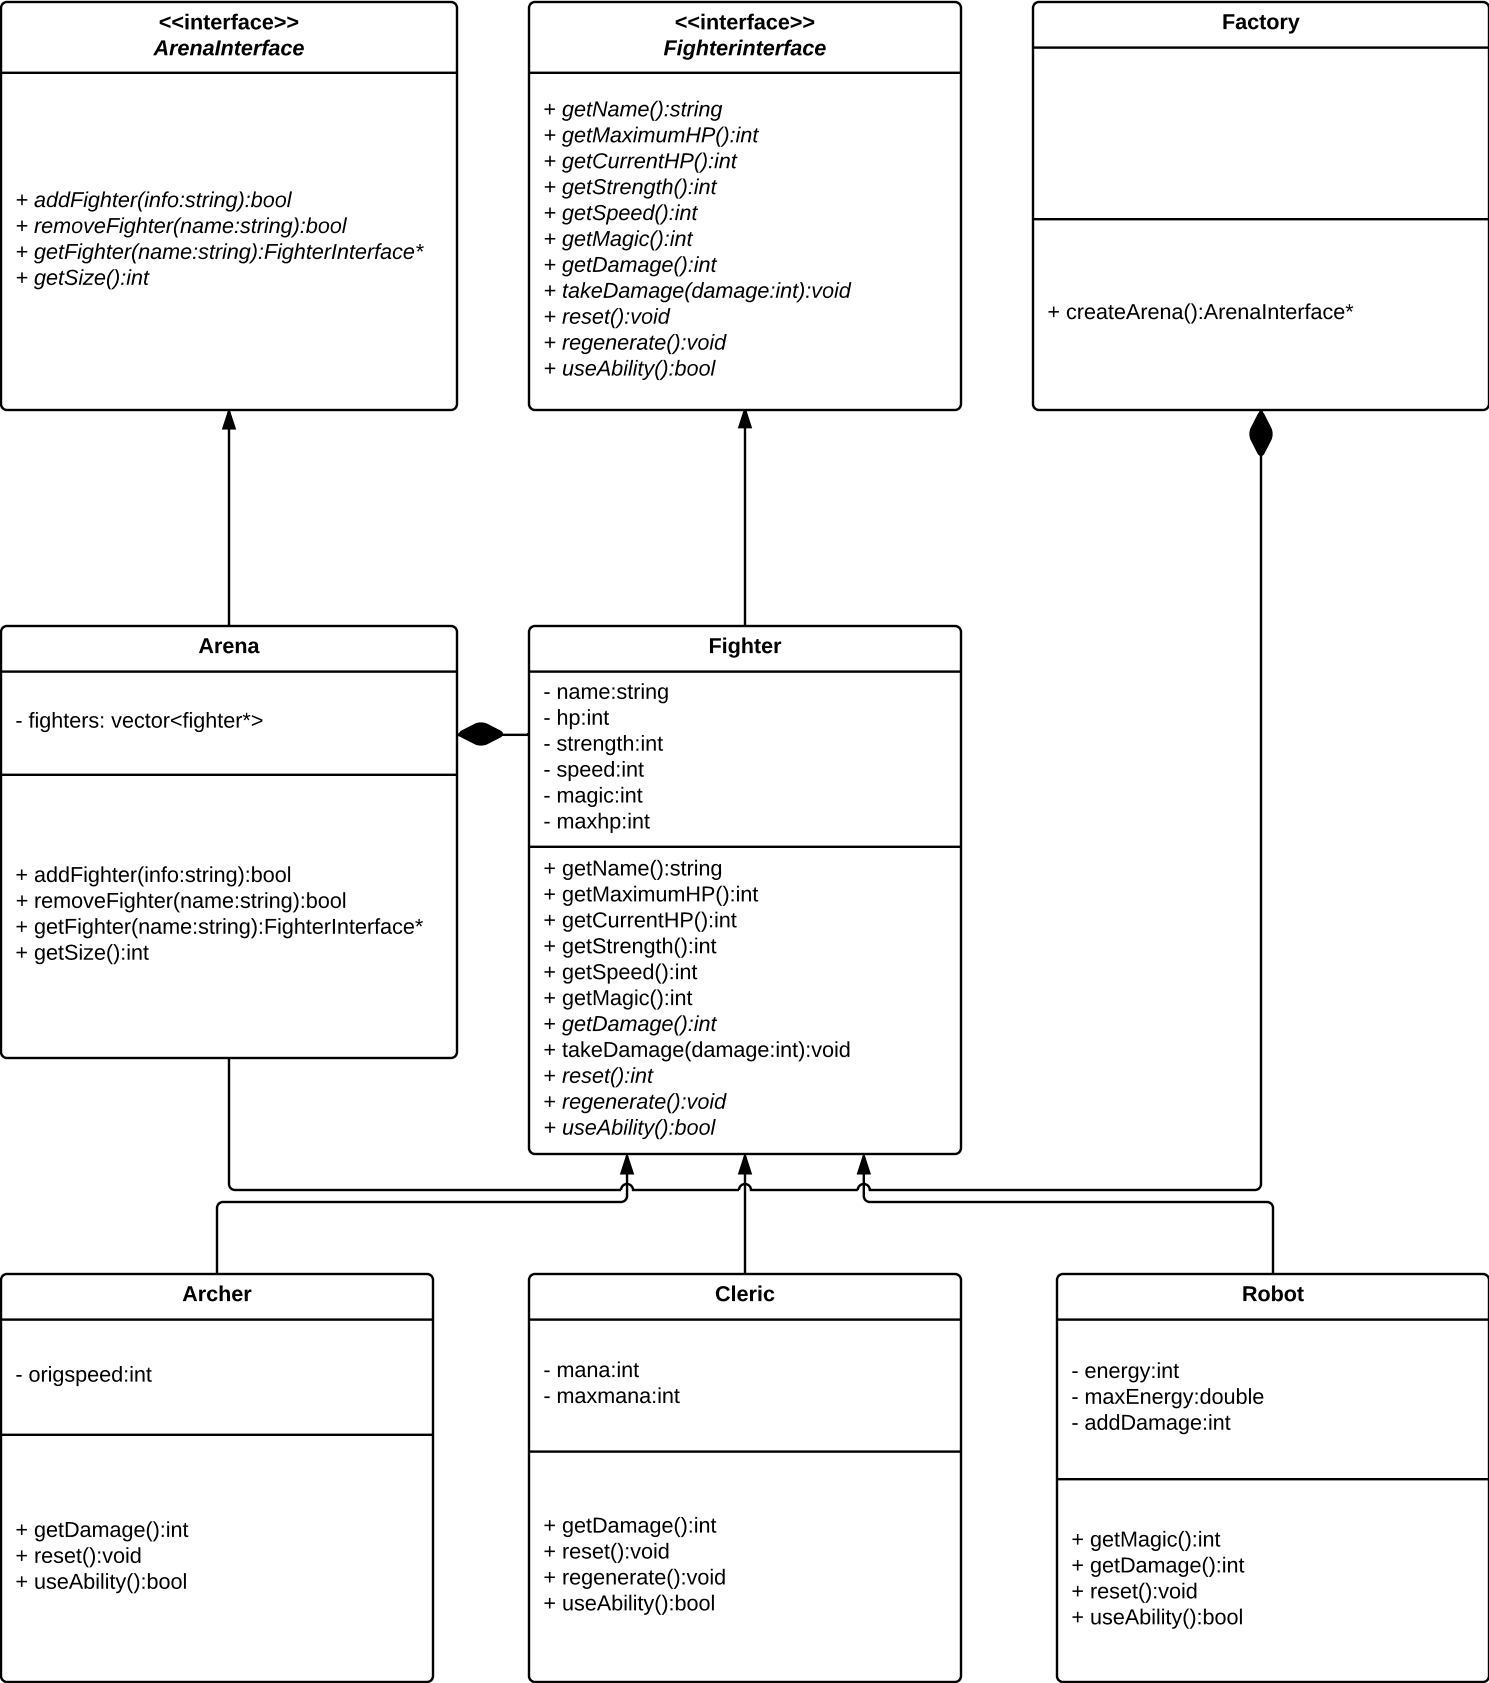 <<interface>>
ArenaInterface
+ addFighter(info:string):bool
+ removeFighter(name:string):bool
+ getFighter(name:string):FighterInterface*
+ getSize():int
<<interface>>
Fighterinterface
+ getName():string
+ getMaximumHP():int
+ getCurrentHP():int
+ getStrength():int
+ getSpeed():int
+ getMagic():int
+ getDamage():int
+ takeDamage(damage:int):void
+ reset():void
+ regenerate():void
+ useAbility():bool
Factory
+ createArena():ArenaInterface*
Arena
- fighters: vector<fighter*>
+ addFighter(info:string):bool
+ removeFighter(name:string):bool
+ getFighter(name:string):FighterInterface*
+ getSize():int
Fighter
- name:string
- hp:int
- strength:int
- speed:int
- magic:int
- maxhp:int
+ getName():string
+ getMaximumHP():int
+ getCurrentHP():int
+ getStrength():int
+ getSpeed():int
+ getMagic():int
+ getDamage():int
+ takeDamage(damage:int):void
+ reset():int
+ regenerate():void
+ useAbility():bool
Archer
- origspeed:int
+ getDamage():int
+ reset():void
+ useAbility():bool
Cleric
- mana:int
- maxmana:int
+ getDamage():int
+ reset():void
+ regenerate():void
+ useAbility():bool
Robot
- energy:int
- maxEnergy:double
- addDamage:int
+ getMagic():int
+ getDamage():int
+ reset():void
+ useAbility():bool